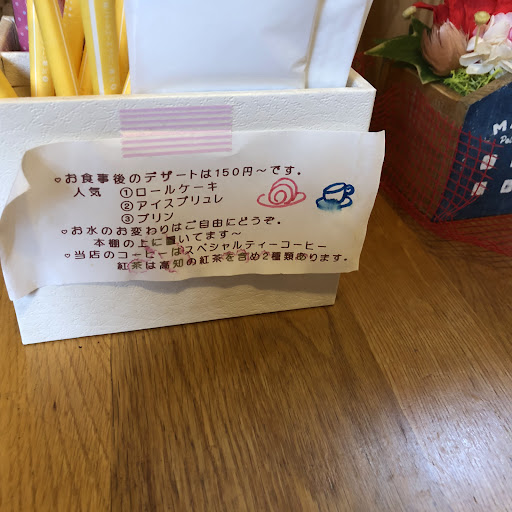 ♡お食事後のデザートは150円～です。
人気 ①ロールケーキ
②アイスブリュレ
③プリン
♡お水のお変わりはご自由にどうぞ。
本棚の上に置いてます～
♡当店のコーヒーはスペシャルティーコーヒー
紅茶は高知の紅茶を含め2種類あります。